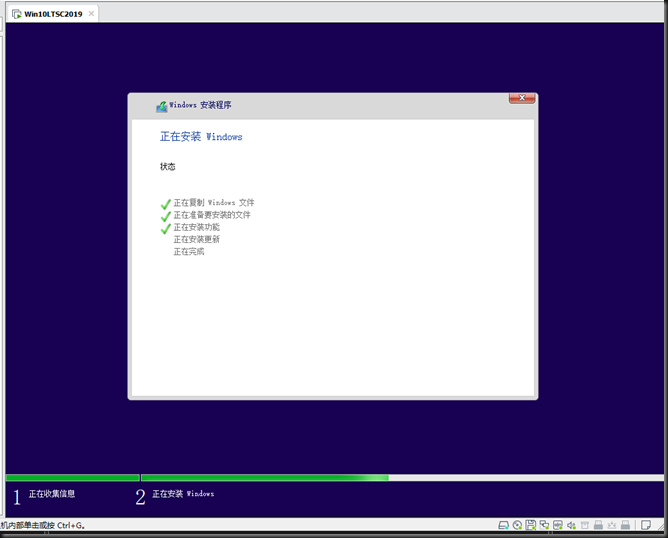 Win10LTSC2019
Windows 安装程序
正在安装 Windows
状态
正在复制 Windows 文件
正在准备要安装的文件
正在安装功能
正在安装更新
正在完成
1 正在收集信息
2 正在安装 Windows
机内部单击或按 Ctrl+G。